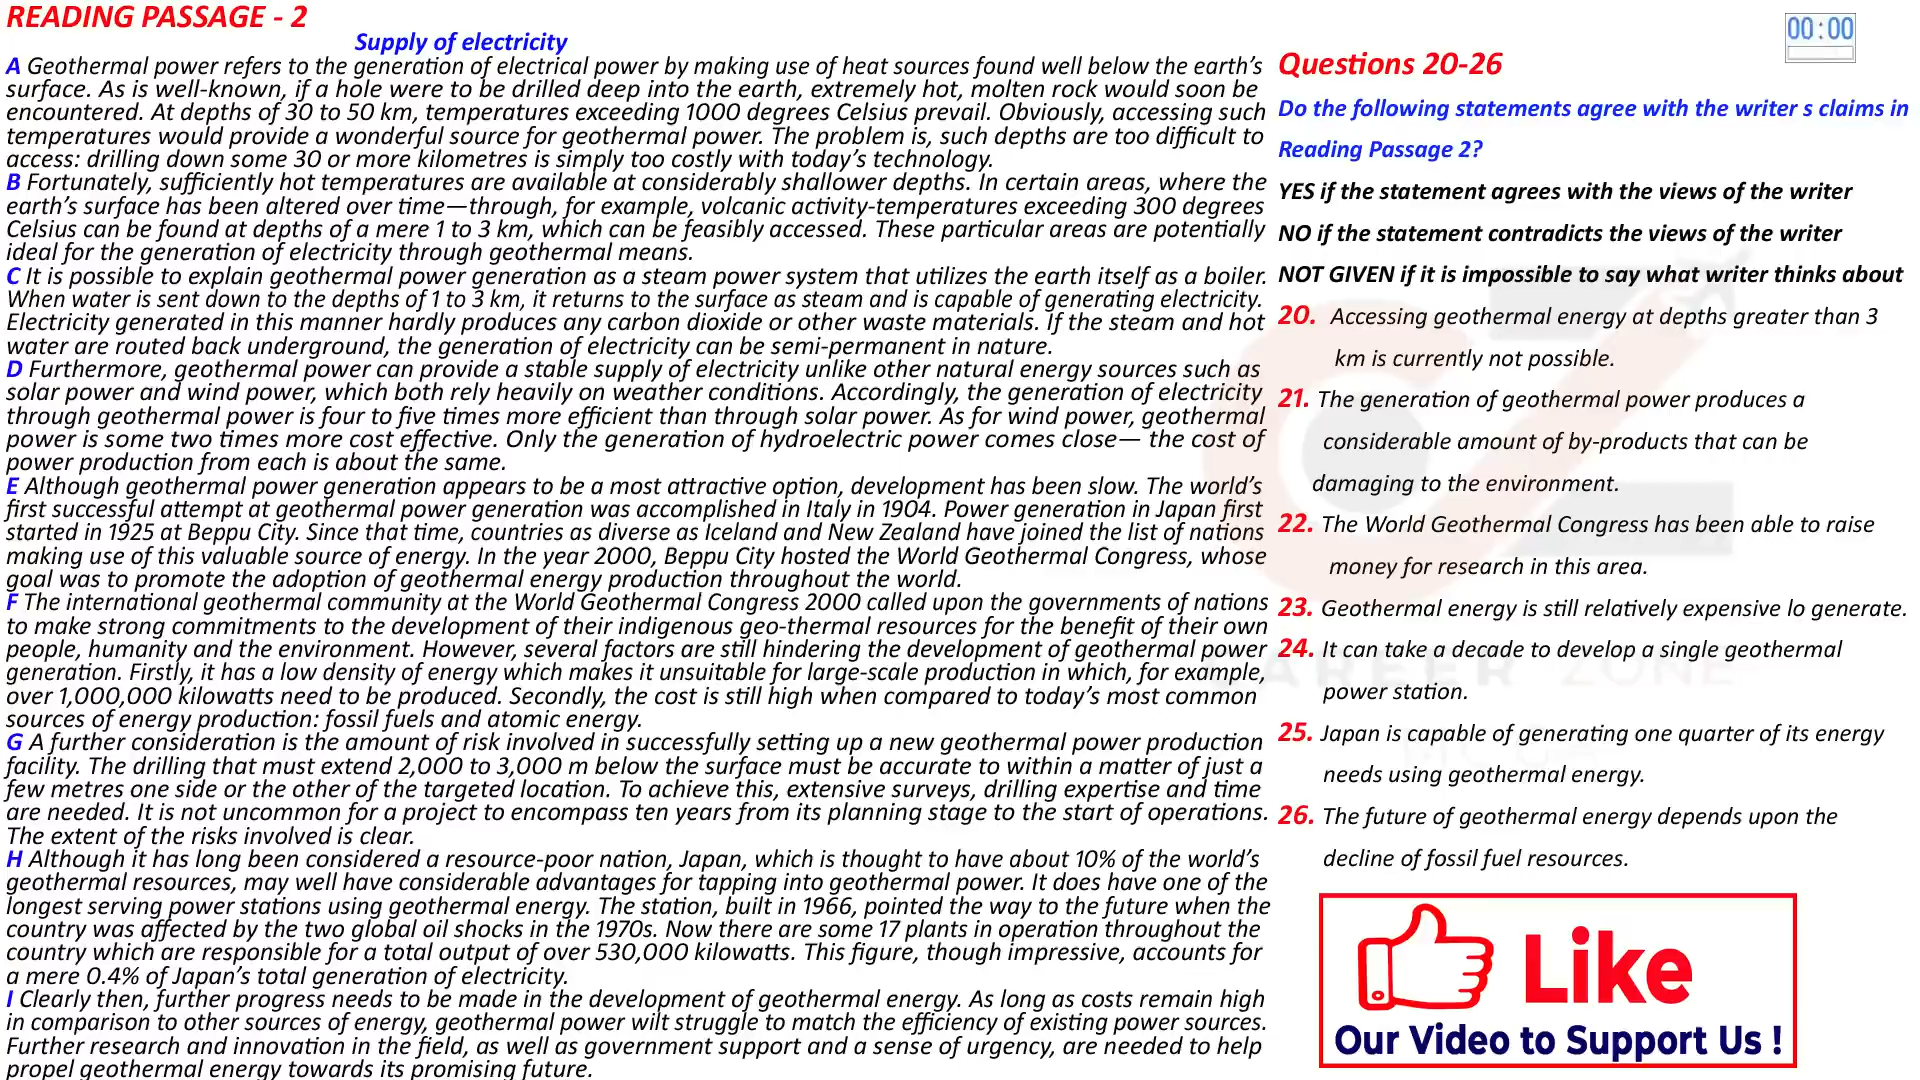 READING PASSAGE - 2
Supply of electricity
A Geothermal power refers to the generation of electrical power by making use of heat sources found well below the earth's
surface. As is well-known, if a hole were to be drilled deep into the earth, extremely hot, molten rock would soon be
encountered. At depths of 30 to 50 km, temperatures exceeding 1000 degrees Celsius prevail. Obviously, accessing such
temperatures would provide a wonderful source for geothermal power. The problem is, such depths are too difficult to
access: drilling down some 30 or more kilometres is simply too costly with today's technology.
B Fortunately, sufficiently hot temperatures are available at considerably shallower depths. In certain areas, where the
earth's surface has been altered over time—through, for example, volcanic activity-temperatures exceeding 300 degrees
Celsius can be found at depths of a mere 1 to 3 km, which can be feasibly accessed. These particular areas are potentially
ideal for the generation of electricity through geothermal means.
C It is possible to explain geothermal power generation as a steam power system that utilizes the earth itself as a boiler.
When water is sent down to the depths of 1 to 3 km, it returns to the surface as steam and is capable of generating electricity.
Electricity generated in this manner hardly produces any carbon dioxide or other waste materials. If the steam and hot
water are routed back underground, the generation of electricity can be semi-permanent in nature.
D Furthermore, geothermal power can provide a stable supply of electricity unlike other natural energy sources such as
solar power and wind power, which both rely heavily on weather conditions. Accordingly, the generation of electricity
through geothermal power is four to five times more efficient than through solar power. As for wind power, geothermal
power is some two times more cost effective. Only the generation of hydroelectric power comes close— the cost of
power production from each is about the same.
E Although geothermal power generation appears to be a most attractive option, development has been slow. The world's
first successful attempt at geothermal power generation was accomplished in Italy in 1904. Power generation in Japan first
started in 1925 at Beppu City. Since that time, countries as diverse as Iceland and New Zealand have joined the list of nations
making use of this valuable source of energy. In the year 2000, Beppu City hosted the World Geothermal Congress, whose
goal was to promote the adoption of geothermal energy production throughout the world.
F The international geothermal community at the World Geothermal Congress 2000 called upon the governments of nations
to make strong commitments to the development of their indigenous geo-thermal resources for the benefit of their own
people, humanity and the environment. However, several factors are still hindering the development of geothermal power
generation. Firstly, it has a low density of energy which makes it unsuitable for large-scale production in which, for example,
over 1,000,000 kilowatts need to be produced. Secondly, the cost is still high when compared to today's most common
sources of energy production: fossil fuels and atomic energy.
G A further consideration is the amount of risk involved in successfully setting up a new geothermal power production
facility. The drilling that must extend 2,000 to 3,000 m below the surface must be accurate to within a matter of just a
few metres one side or the other of the targeted location. To achieve this, extensive surveys, drilling expertise and time
are needed. It is not uncommon for a project to encompass ten years from its planning stage to the start of operations.
The extent of the risks involved is clear.
H Although it has long been considered a resource-poor nation, Japan, which is thought to have about 10% of the world's
geothermal resources, may well have considerable advantages for tapping into geothermal power. It does have one of the
longest serving power stations using geothermal energy. The station, built in 1966, pointed the way to the future when the
country was affected by the two global oil shocks in the 1970s. Now there are some 17 plants in operation throughout the
country which are responsible for a total output of over 530,000 kilowatts. This figure, though impressive, accounts for
a mere 0.4% of Japan's total generation of electricity.
I Clearly then, further progress needs to be made in the development of geothermal energy. As long as costs remain high
in comparison to other sources of energy, geothermal power wilt struggle to match the efficiency of existing power sources.
Further research and innovation in the field, as well as government support and a sense of urgency, are needed to help
propel geothermal energy towards its promising future.
00:00
Questions 20-26
Do the following statements agree with the writer s claims in
Reading Passage 2?
YES if the statement agrees with the views of the writer
NO if the statement contradicts the views of the writer
NOT GIVEN if it is impossible to say what writer thinks about
20. Accessing geothermal energy at depths greater than 3
km is currently not possible.
21. The generation of geothermal power produces a
considerable amount of by-products that can be
damaging to the environment.
22. The World Geothermal Congress has been able to raise
money for research in this area.
23. Geothermal energy is still relatively expensive lo generate.
24. It can take a decade to develop a single geothermal
power station.
25. Japan is capable of generating one quarter of its energy
needs using geothermal energy.
26. The future of geothermal energy depends upon the
decline of fossil fuel resources.
CAREER ZONE
MOGA
Like
Our Video to Support Us !